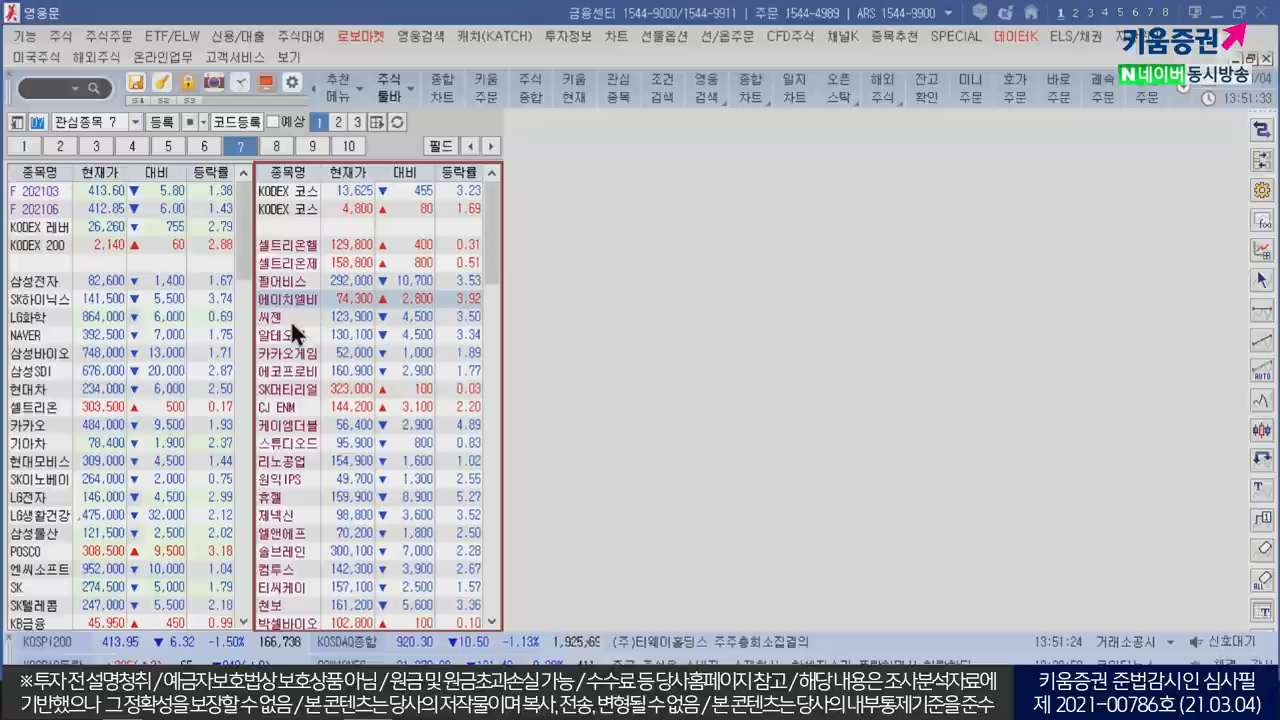 영웅문
금융센터 1544-9000/1544-9911 | 주문 1544-4989 | ARS 1544-9900
1 2 3 4 5 6 7 8
기능 주식 주식주문 ETF/ELW 신용/대출 주식대여 로보마켓 영웅검색 캐치(KATCH) 투자정보 차트 선물옵션 선/옵주문 CFD주식 채널K 종목추천 SPECIAL 데이터K ELS/채권
키움증권
미국주식 해외주식 온라인업무 고객서비스 보기
N 네이버 동시방송
S1 S2 S3
추천 메뉴 주식 툴바 종합 차트 키움 주문 주식 종합 키움 현재 관심 종목 조건 검색 영웅 검색 종합 차트 일지 차트 오픈 스탁 해외 주식 잔고 확인 미니 주문 호가 주문 바로 주문 쾌속 주문
13:51:33
관심종목 7 등록 코드등록 예상 1 2 3
1 2 3 4 5 6 7 8 9 10 필드
종목명 현재가 대비 등락률 종목명 현재가 대비 등락률
F 202103 413.60 ▼ 5.80 1.38 KODEX 코스 13,625 ▼ 455 3.23
F 202106 412.85 ▼ 6.00 1.43 KODEX 코스 4,800 ▲ 80 1.69
KODEX 레버 26,260 ▼ 755 2.79
KODEX 200 2,140 ▲ 60 2.88 셀트리온헬 129,800 ▲ 400 0.31
셀트리온제 158,800 ▲ 800 0.51
삼성전자 82,600 ▼ 1,400 1.67 펄어비스 292,000 ▼ 10,700 3.53
SK하이닉스 141,500 ▼ 5,500 3.74 에이치엘비 74,300 ▲ 2,800 3.92
LG화학 864,000 ▼ 6,000 0.69 씨젠 123,900 ▼ 4,500 3.50
NAVER 392,500 ▼ 7,000 1.75 130,100 ▼ 4,500 3.34
삼성바이오 748,000 ▼ 13,000 1.71 카카오게임 52,000 ▼ 1,000 1.89
삼성SDI 676,000 ▼ 20,000 2.87 에코프로비 160,900 ▼ 2,900 1.77
현대차 234,000 ▼ 6,000 2.50 SK머티리얼 323,000 ▲ 100 0.03
셀트리온 303,500 ▲ 500 0.17 CJ ENM 144,200 ▲ 3,100 2.20
카카오 484,000 ▼ 9,500 1.93 케이엠더블 56,400 ▼ 2,900 4.89
기아차 78,400 ▼ 1,900 2.37 스튜디오드 95,900 ▼ 800 0.83
현대모비스 309,000 ▼ 4,500 1.44 리노공업 154,900 ▼ 1,600 1.02
SK이노베이 264,000 ▼ 2,000 0.75 원익IPS 49,700 ▼ 1,300 2.55
LG전자 146,000 ▼ 4,500 2.99 휴젤 159,900 ▼ 8,900 5.27
LG생활건강 ,475,000 ▼ 32,000 2.12 제넥신 98,800 ▼ 3,600 3.52
삼성물산 121,500 ▼ 2,500 2.02 엘앤에프 70,200 ▼ 1,800 2.50
POSCO 308,500 ▲ 9,500 3.18 솔브레인 300,100 ▼ 7,000 2.28
엔씨소프트 952,000 ▼ 10,000 1.04 컴투스 142,300 ▼ 3,900 2.67
SK 274,500 ▼ 5,000 1.79 티씨케이 157,100 ▼ 2,500 1.57
SK텔레콤 247,000 ▼ 5,500 2.18 천보 161,200 ▼ 5,600 3.36
KB금융 45,950 ▲ 450 0.99 박셀바이오 102,800 ▲ 100 0.10
KOSPI200 413.95 ▼ 6.32 -1.50% 166,738 KOSDAQ종합 920.30 ▼10.50 -1.13% 1,925,69 (주)티웨이홀딩스 주주총회소집결의 13:51:24 거래소공시 신호대기
※ 투자 전 설명청취 / 예금자보호법상 보호상품 아님 / 원금 및 원금초과손실 가능 / 수수료 등 당사홈페이지 참고 / 해당 내용은 조사분석자료에
기반했으나 그 정확성을 보장할 수 없음 / 본 콘텐츠는 당사의 저작물이며 복사, 전송, 변형될 수 없음 / 본 콘텐츠는 당사의 내부통제기준을 준수
키움증권 준법감시인 심사필
제 2021-00786호 (21.03.04)